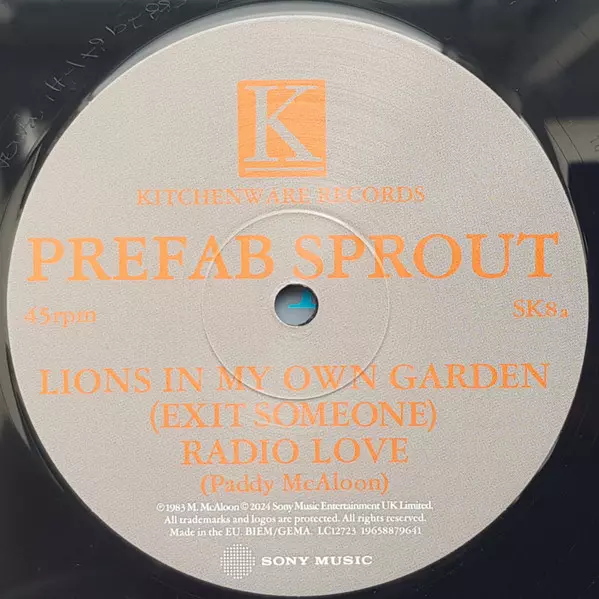 K
KITCHENWARE RECORDS
PREFAB SPROUT
45rpm SK8a
LIONS IN MY OWN GARDEN
(EXIT SOMEONE)
RADIO LOVE
(Paddy McAloon)
℗ 1983 M. McAloon © 2024 Sony Music Entertainment UK Limited.
All trademarks and logos are protected. All rights reserved.
Made in the EU. BIEM/GEMA. LC12723 19658879641
SONY MUSIC